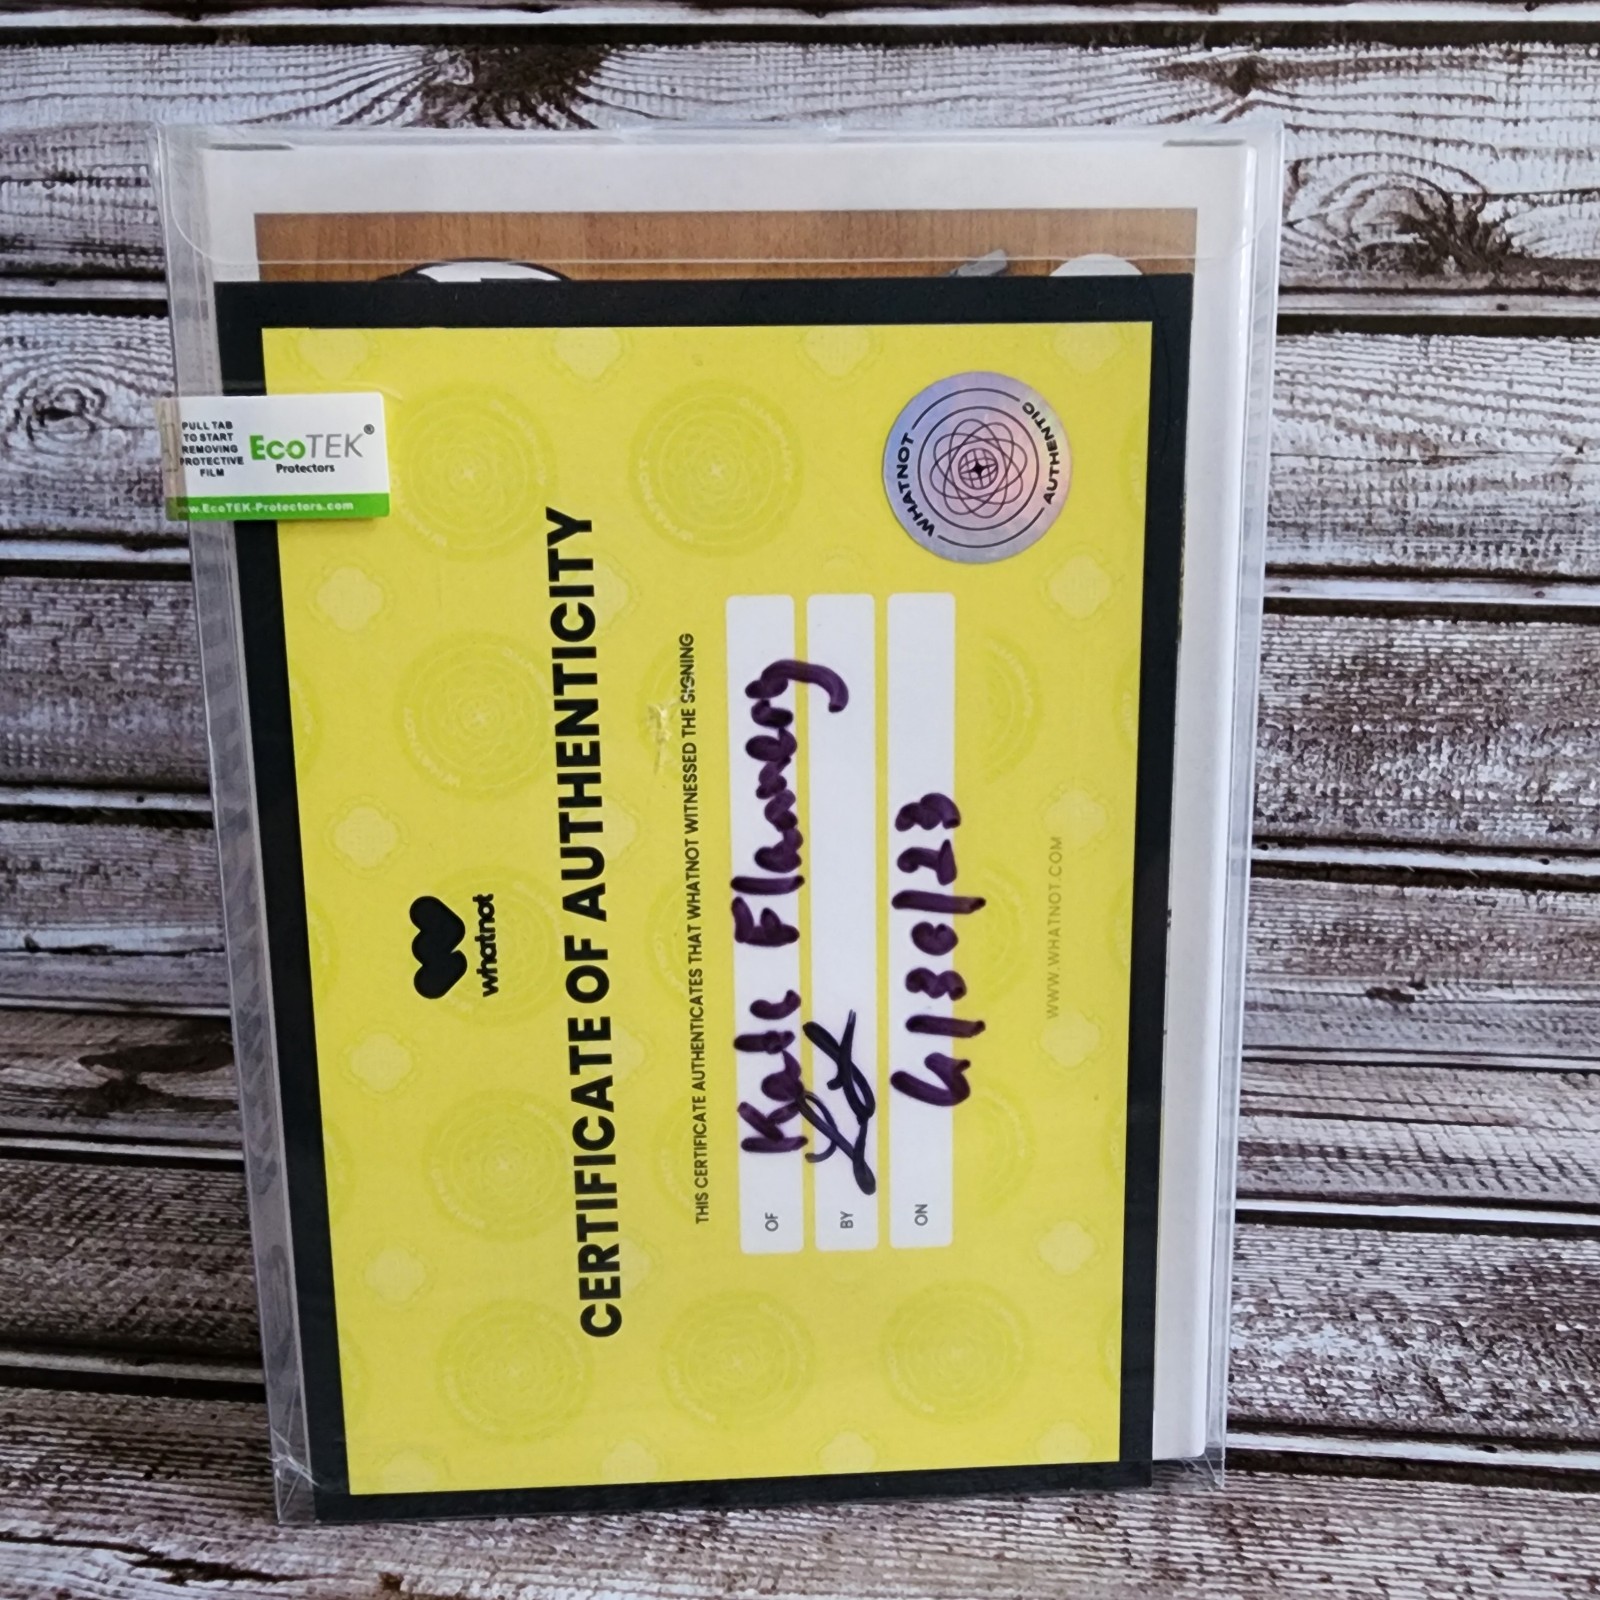 PULL TAB
TO START
REMOVING
PROTECTIVE
FILM
EcoTEK®
Protectors
www.EcoTEK-Protectors.com
whatnot
CERTIFICATE OF AUTHENTICITY
THIS CERTIFICATE AUTHENTICATES THAT WHATNOT WITNESSED THE SIGNING
OF Kate Flannery
BY
ON 6/30/23
WWW.WHATNOT.COM
WHATNOT
AUTHENTIC